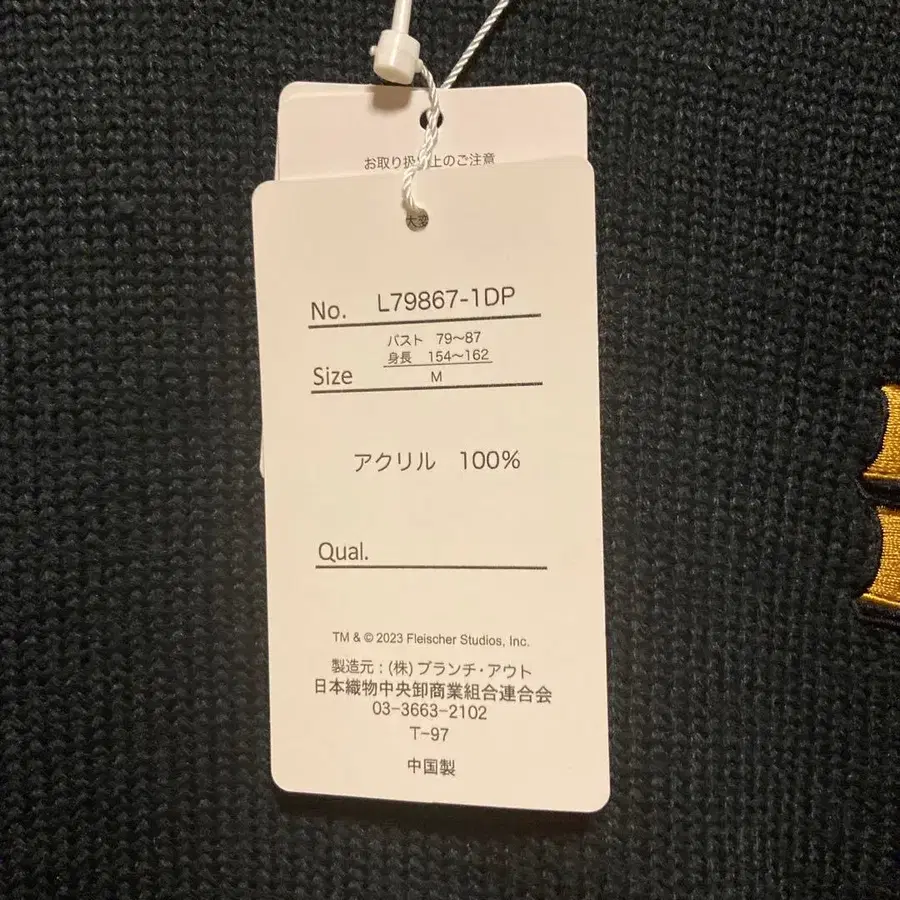 お取り扱い上のご注意
No. L79867-1DP
バスト 79～87
身長 154～162
Size M
アクリル 100%
Qual.
TM & © 2023 Fleischer Studios, Inc.
製造元：(株) ブランチ・アウト
日本織物中央卸商業組合連合会
03-3663-2102
T-97
中国製